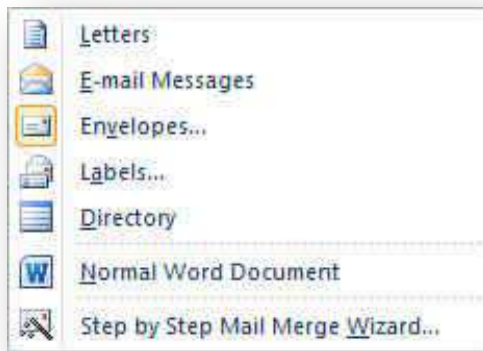 Letters
E-mail Messages
Envelopes...
Labels...
Directory
W
Normal Word Document
Step by Step Mail Merge Wizard...